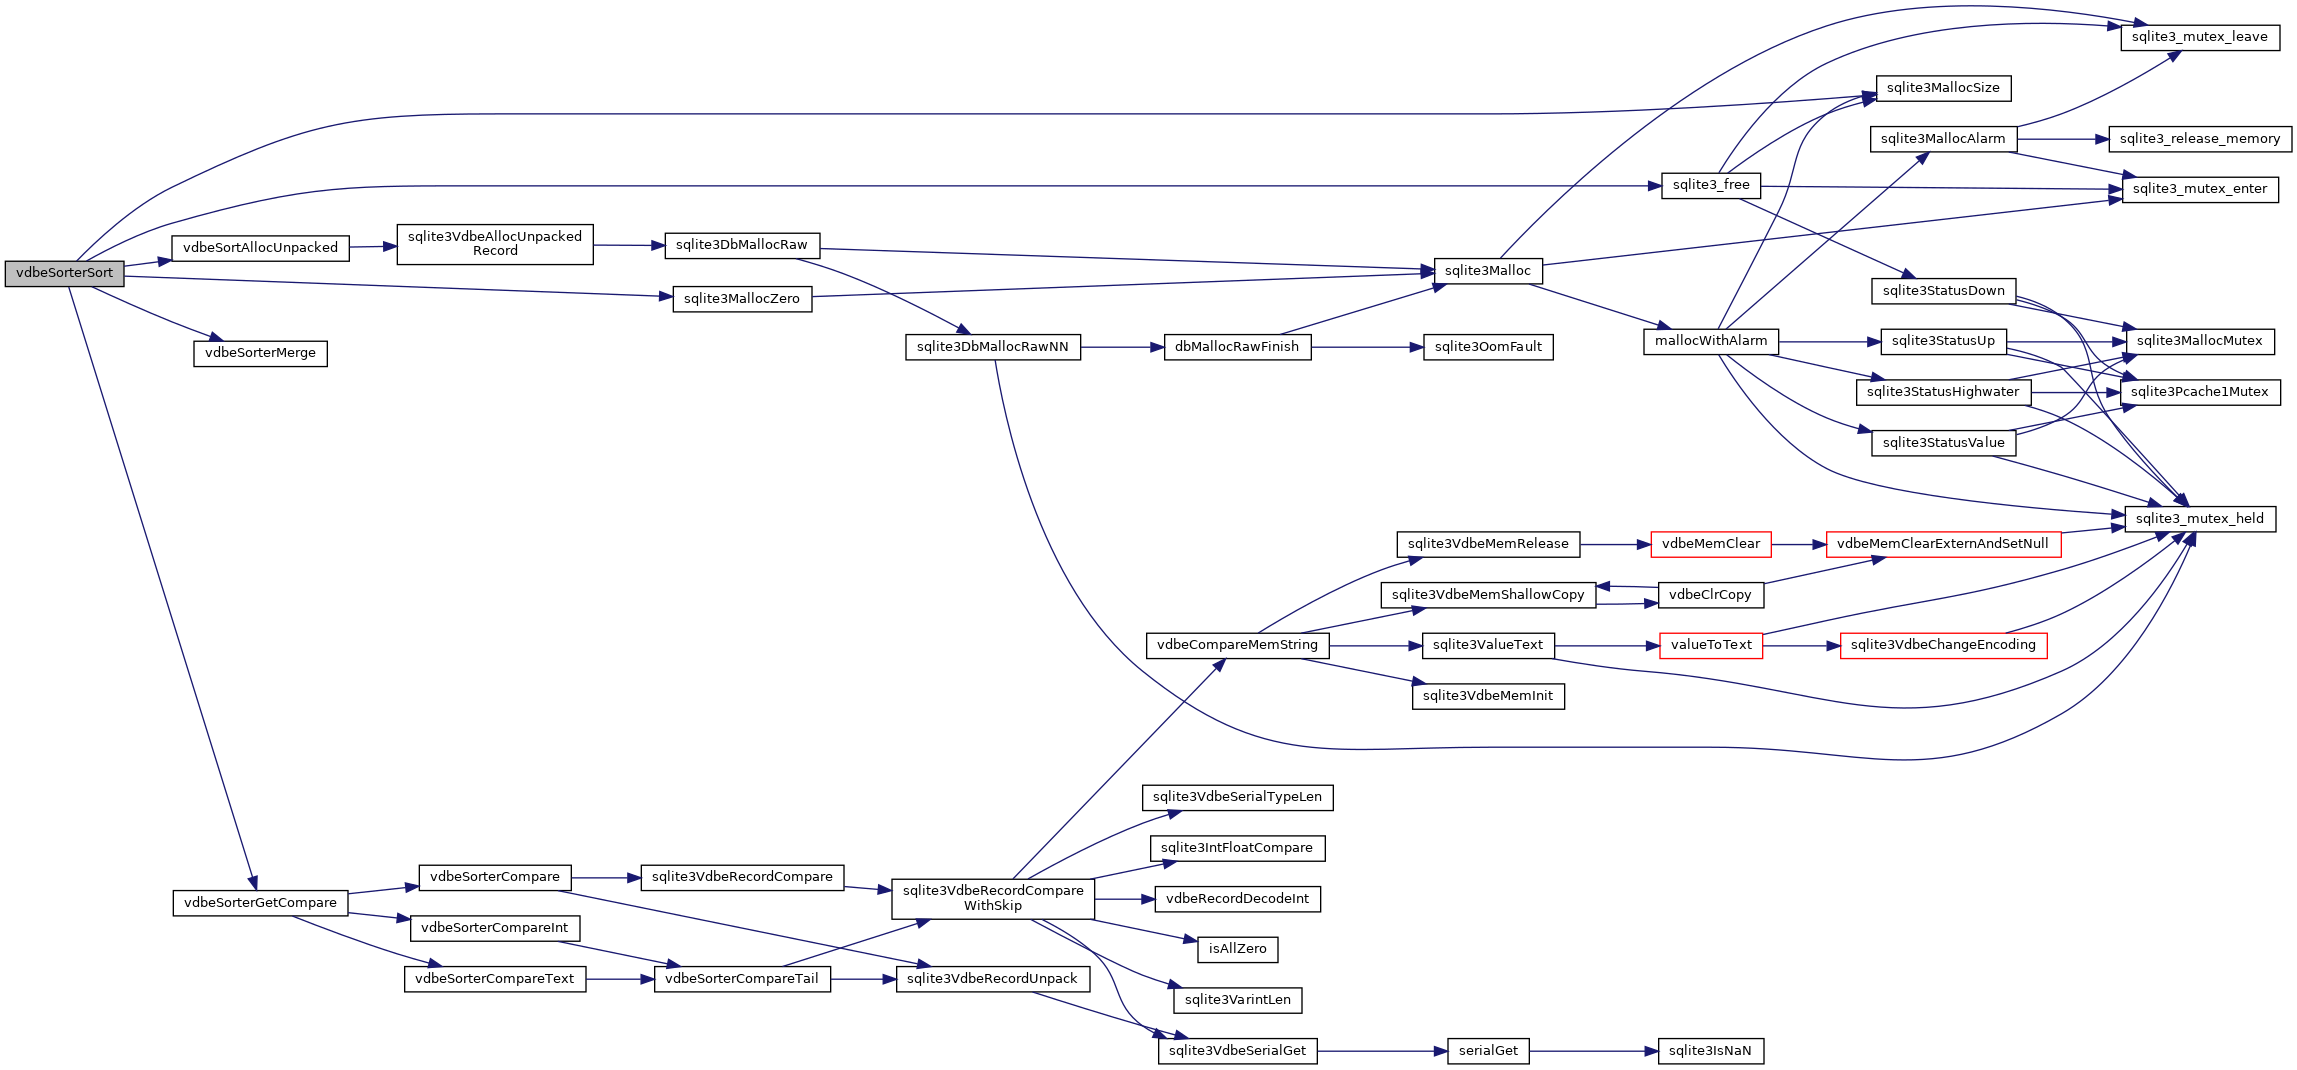 sqlite3_mutex_leave
sqlite3MallocSize
sqlite3MallocAlarm
sqlite3_release_memory
sqlite3_free
sqlite3_mutex_enter
sqlite3VdbeAllocUnpacked
Record
vdbeSortAllocUnpacked
sqlite3DbMallocRaw
vdbeSorterSort
sqlite3Malloc
sqlite3MallocZero
sqlite3StatusDown
vdbeSorterMerge
sqlite3DbMallocRawNN
dbMallocRawFinish
sqlite3OomFault
mallocWithAlarm
sqlite3StatusUp
sqlite3MallocMutex
sqlite3StatusHighwater
sqlite3Pcache1Mutex
sqlite3StatusValue
sqlite3_mutex_held
sqlite3VdbeMemRelease
vdbeMemClear
vdbeMemClearExternAndSetNull
sqlite3VdbeMemShallowCopy
vdbeClrCopy
vdbeCompareMemString
sqlite3ValueText
valueToText
sqlite3VdbeChangeEncoding
sqlite3VdbeMemInit
sqlite3VdbeSerialTypeLen
sqlite3IntFloatCompare
vdbeSorterCompare
sqlite3VdbeRecordCompare
sqlite3VdbeRecordCompare
WithSkip
vdbeRecordDecodeInt
vdbeSorterGetCompare
vdbeSorterCompareInt
isAllZero
vdbeSorterCompareText
vdbeSorterCompareTail
sqlite3VdbeRecordUnpack
sqlite3VarintLen
sqlite3VdbeSerialGet
serialGet
sqlite3IsNaN